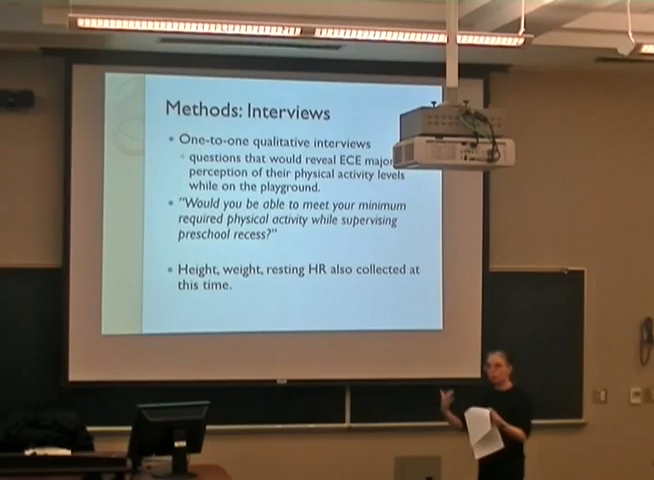 Methods: Interviews
One-to-one qualitative interviews
questions that would reveal ECE major
perception of their physical activity levels
while on the playground.
"Would you be able to meet your minimum
required physical activity while supervising
preschool recess?"
Height, weight, resting HR also collected at
this time.